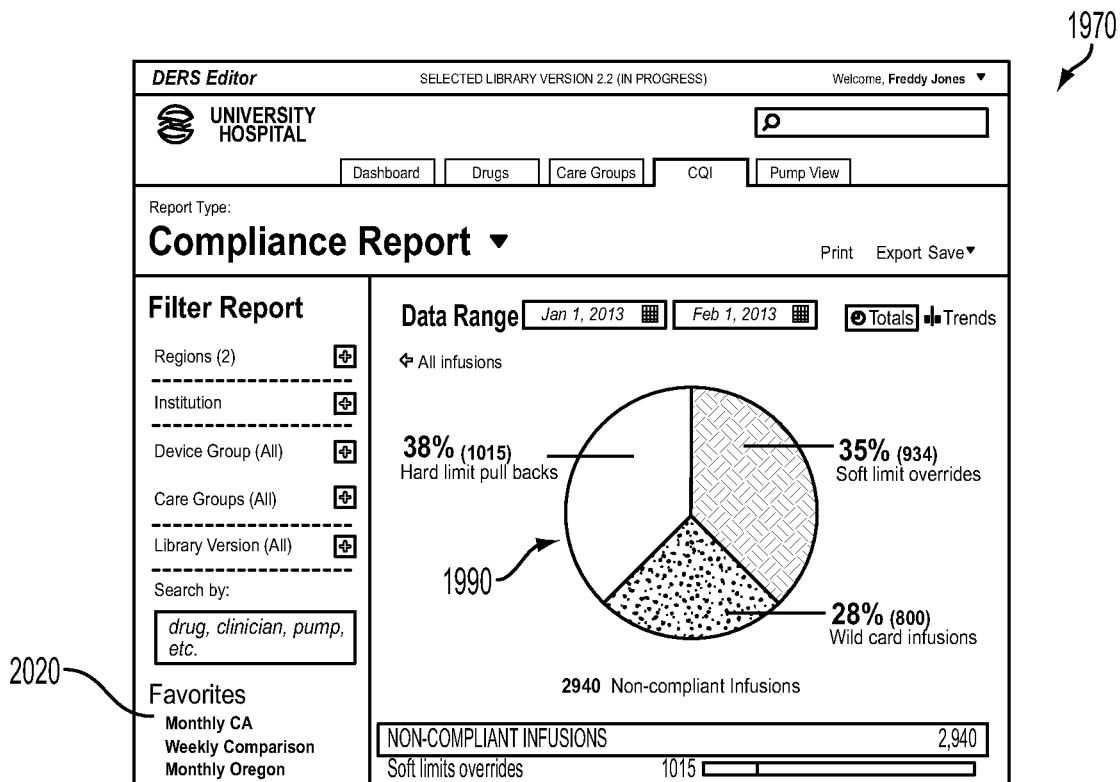 1970
DERS Editor SELECTED LIBRARY VERSION 2.2 (IN PROGRESS) Welcome, Freddy Jones
UNIVERSITY
HOSPITAL
Dashboard Drugs Care Groups CQI Pump View
Report Type:
Compliance Report
Print Export Save
Filter Report
Regions (2)
Institution
Device Group (All)
Care Groups (All)
Library Version (All)
Search by:
drug, clinician, pump,
etc.
2020
Favorites
Monthly CA
Weekly Comparison
Monthly Oregon
Data Range Jan 1, 2013 Feb 1, 2013 Totals Trends
All infusions
38% (1015)
Hard limit pull backs
35% (934)
Soft limit overrides
1990
28% (800)
Wild card infusions
2940 Non-compliant Infusions
NON-COMPLIANT INFUSIONS 2,940
Soft limits overrides 1015